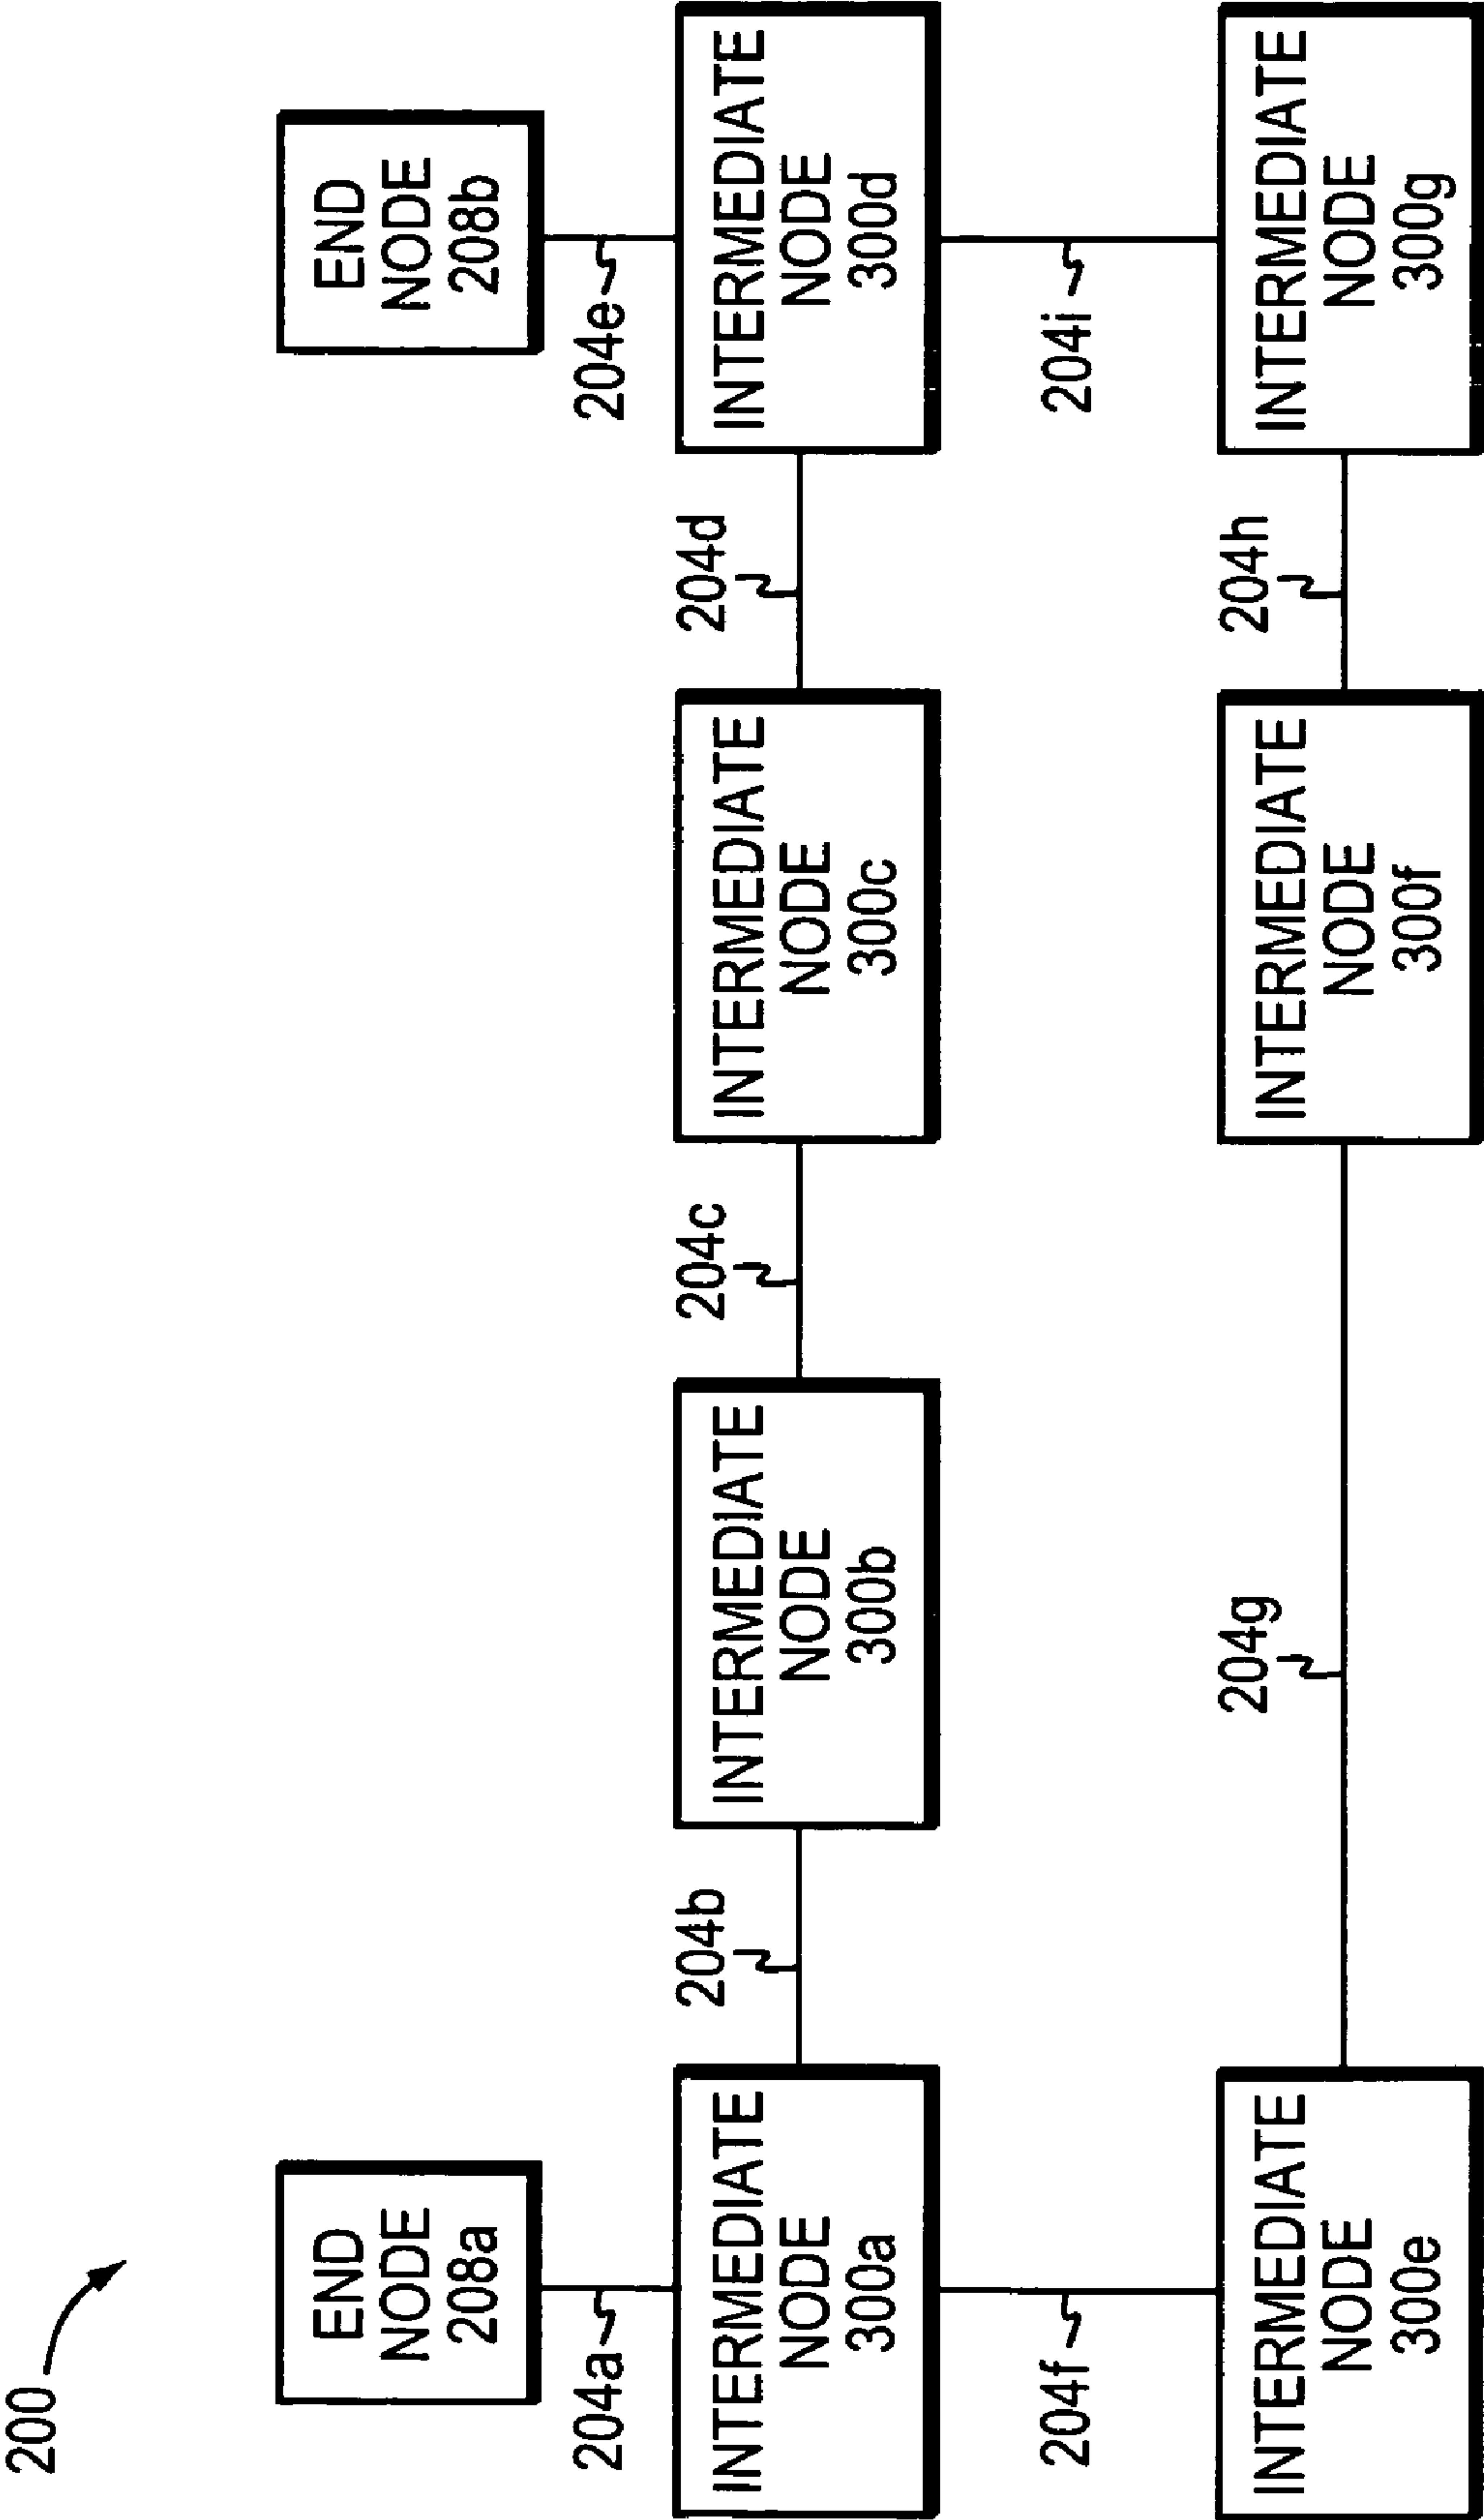 200
END
NODE
208a
END
NODE
208b
204a
204e
INTERMEDIATE
NODE
300a
204b
INTERMEDIATE
NODE
300b
204c
INTERMEDIATE
NODE
300c
204d
INTERMEDIATE
NODE
300d
204f
204i
INTERMEDIATE
NODE
300e
204g
INTERMEDIATE
NODE
300f
204h
INTERMEDIATE
NODE
300g